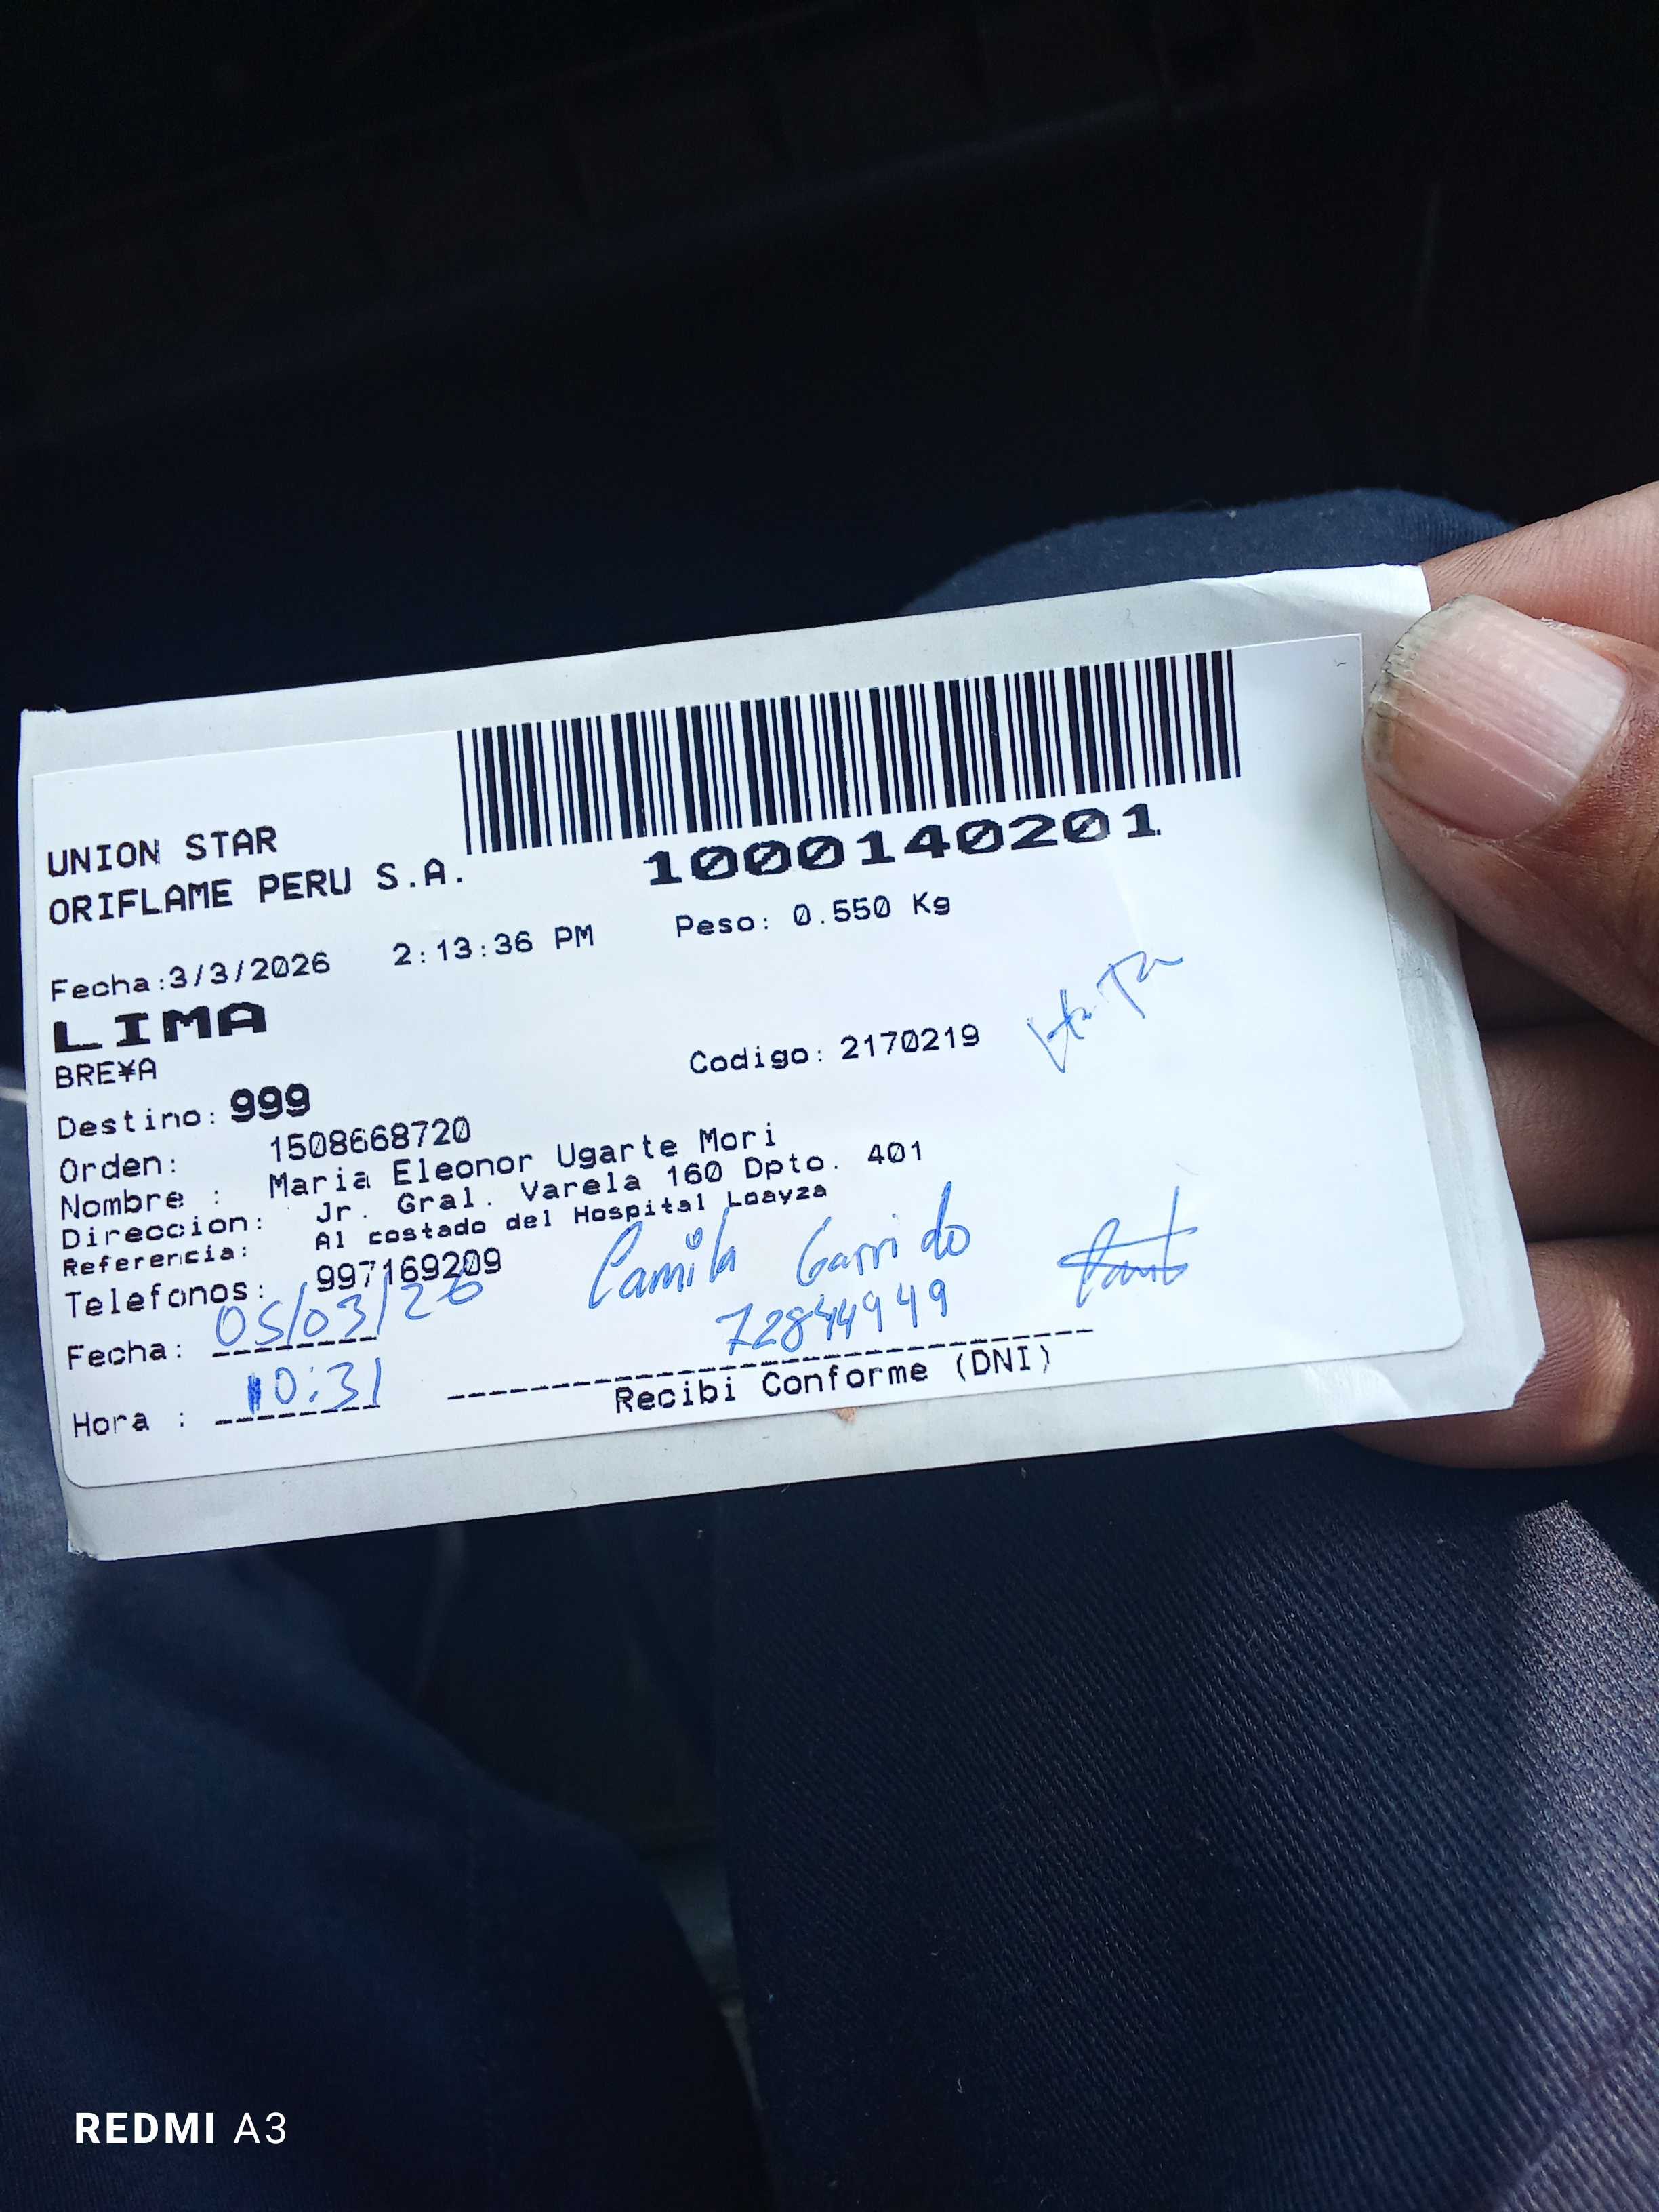 UNION STAR
ORIFLAME PERU S.A.
1000140201
Fecha:3/3/2026 2:13:36 PM Peso: 0.550 Kg
LIMA
BRE¥A Codigo: 2170219
Destino: 999
Orden: 1508668720
Nombre : Maria Eleonor Ugarte Mori
Direccion: Jr. Gral. Varela 160 Dpto. 401
Referencia: Al costado del Hospital Loayza
Telefonos: 997169209
Camila Garrido
Fecha: 05/03/26 72844949
Hora : 10:31
Recibi Conforme (DNI)
REDMI A3